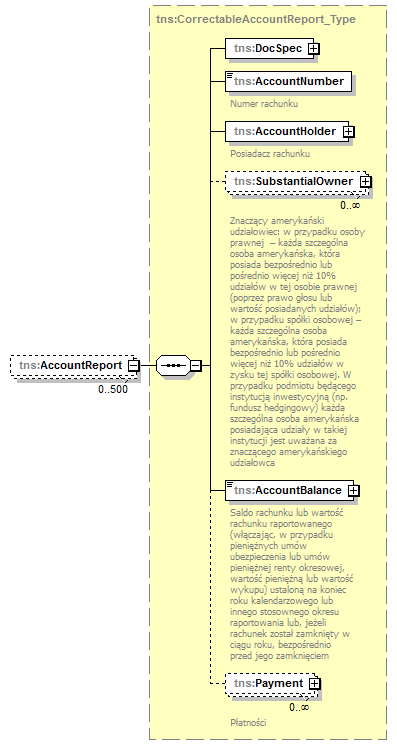 tns:CorrectableAccountReport_Type
tns:DocSpec
tns:AccountNumber
Numer rachunku
tns:AccountHolder
Posiadacz rachunku
tns:SubstantialOwner
0..∞
Znaczący amerykański
udziałowiec: w przypadku osoby
prawnej – każda szczególna
osoba amerykańska, która
posiada bezpośrednio lub
pośrednio więcej niż 10%
udziałów w tej osobie prawnej
(poprzez prawo głosu lub
wartość posiadanych udziałów);
w przypadku spółki osobowej –
każda szczególna osoba
amerykańska, która posiada
bezpośrednio lub pośrednio
więcej niż 10% udziałów w
zysku tej spółki osobowej. W
przypadku podmiotu będącego
instytucją inwestycyjną (np.
fundusz hedgingowy) każda
szczególna osoba amerykańska
posiadająca udziały w takiej
instytucji jest uważana za
znaczącego amerykańskiego
udziałowca
tns:AccountReport
0..500
tns:AccountBalance
Saldo rachunku lub wartość
rachunku raportowanego
(włączając, w przypadku
pieniężnych umów
ubezpieczenia lub umów
pieniężnej renty okresowej,
wartość pieniężną lub wartość
wykupu) ustaloną na koniec
roku kalendarzowego lub
innego stosownego okresu
raportowania lub, jeżeli
rachunek został zamknięty w
ciągu roku, bezpośrednio
przed jego zamknięciem
tns:Payment
0..∞
Płatności